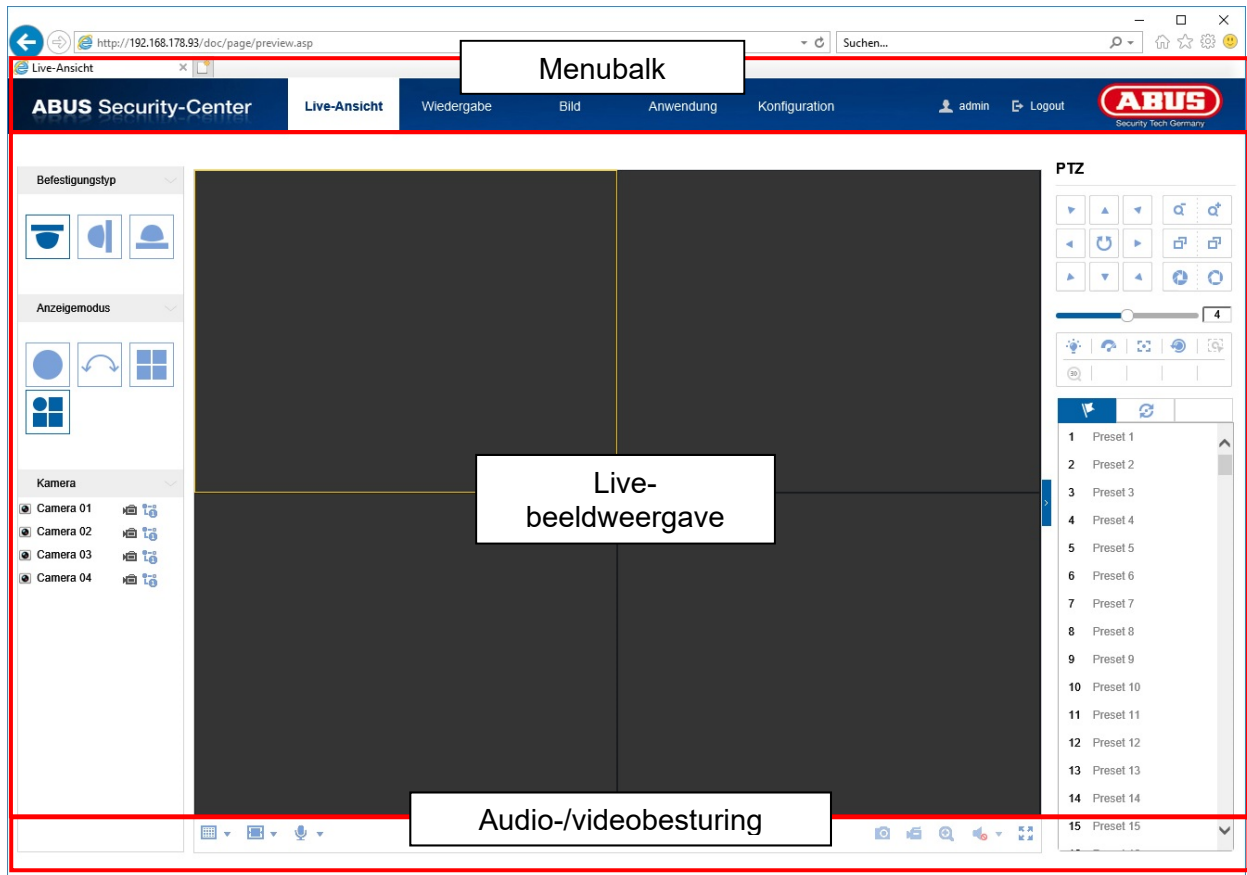 http://192.168.178.93/doc/page/preview.asp
Suchen...
Live-Ansicht
Menubalk
ABUS Security-Center
Live-Ansicht
Wiedergabe
Bild
Anwendung
Konfiguration
admin
Logout
ABUS
Security Tech Germany
Befestigungstyp
Anzeigemodus
Kamera
Camera 01
Camera 02
Camera 03
Camera 04
Live-
beeldweergave
Audio-/videobesturing
PTZ
4
3D
1 Preset 1
2 Preset 2
3 Preset 3
4 Preset 4
5 Preset 5
6 Preset 6
7 Preset 7
8 Preset 8
9 Preset 9
10 Preset 10
11 Preset 11
12 Preset 12
13 Preset 13
14 Preset 14
15 Preset 15